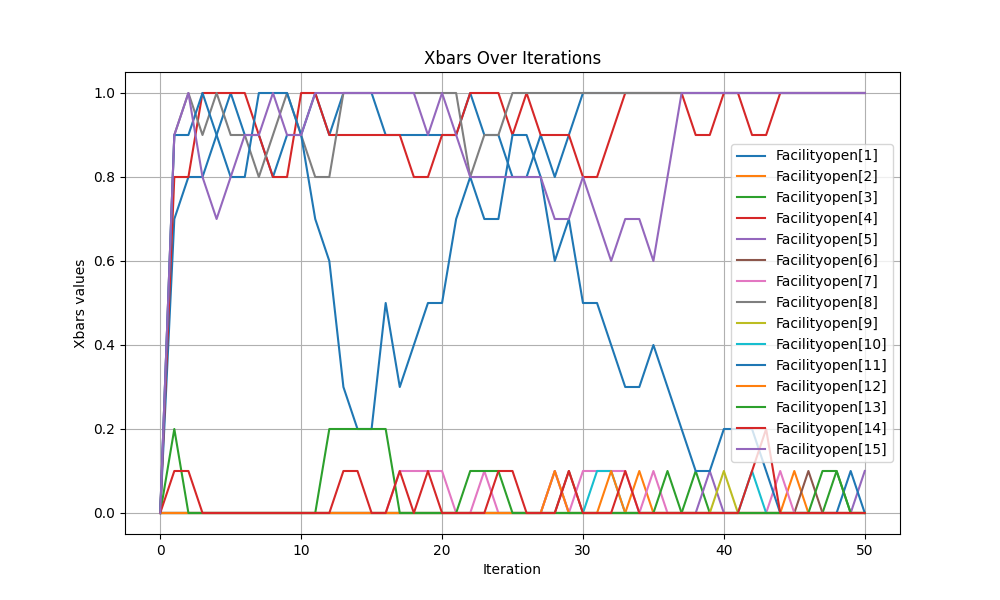 Xbars Over Iterations
1.0
0.8
0.6
0.4
0.2
0.0
Xbars values
0 10 20 30 40 50
Iteration
Facilityopen[1]
Facilityopen[2]
Facilityopen[3]
Facilityopen[4]
Facilityopen[5]
Facilityopen[6]
Facilityopen[7]
Facilityopen[8]
Facilityopen[9]
Facilityopen[10]
Facilityopen[11]
Facilityopen[12]
Facilityopen[13]
Facilityopen[14]
Facilityopen[15]